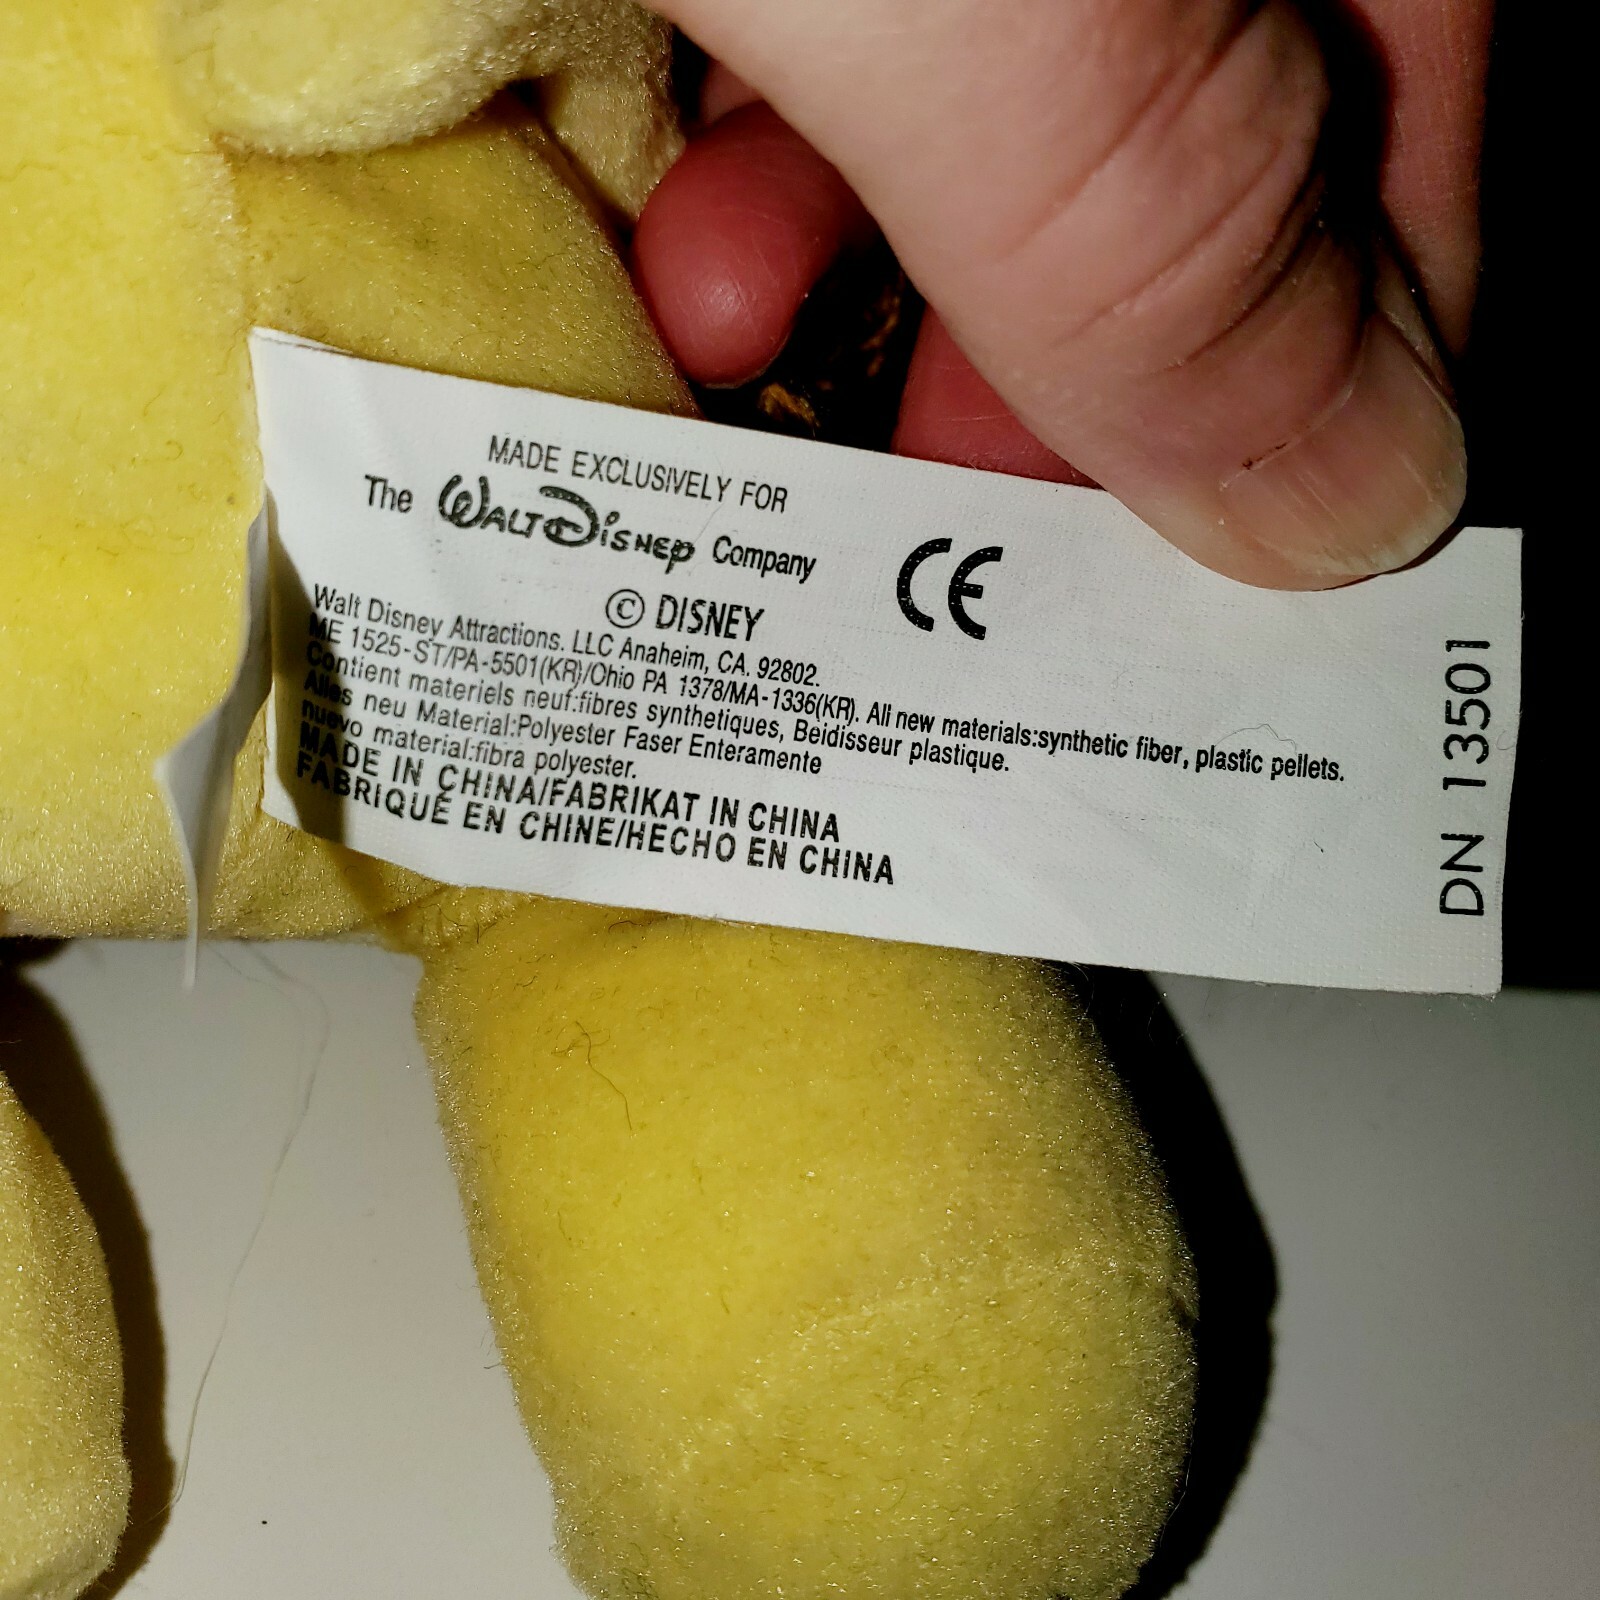 MADE EXCLUSIVELY FOR
The WALT DISNEY Company
CE
© DISNEY
Walt Disney Attractions. LLC Anaheim, CA. 92802.
ME 1525-ST/PA-5501(KR)/Ohio PA 1378/MA-1336(KR). All new materials:synthetic fiber, plastic pellets.
Contient materiels neuf:fibres synthetiques, Beidisseur plastique.
Alles neu Material:Polyester Faser Enteramente
nuevo material:fibra polyester.
MADE IN CHINA/FABRIKAT IN CHINA
FABRIQUÉ EN CHINE/HECHO EN CHINA
DN 13501